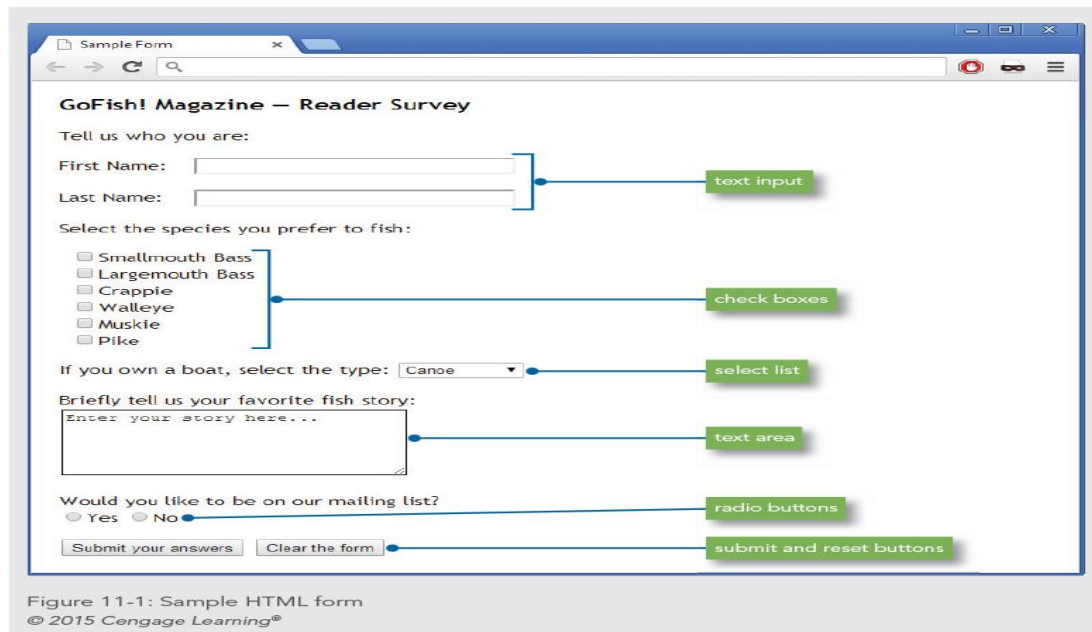 Sample Form
GoFish! Magazine — Reader Survey
Tell us who you are:
First Name:
text input
Last Name:
Select the species you prefer to fish:
Smallmouth Bass
Largemouth Bass
Crappie
check boxes
Walleye
Muskie
Pike
If you own a boat, select the type: Canoe
select list
Briefly tell us your favorite fish story:
Enter your story here...
text area
Would you like to be on our mailing list?
Yes No
radio buttons
Submit your answers Clear the form
submit and reset buttons
Figure 11-1: Sample HTML form
© 2015 Cengage Learning®